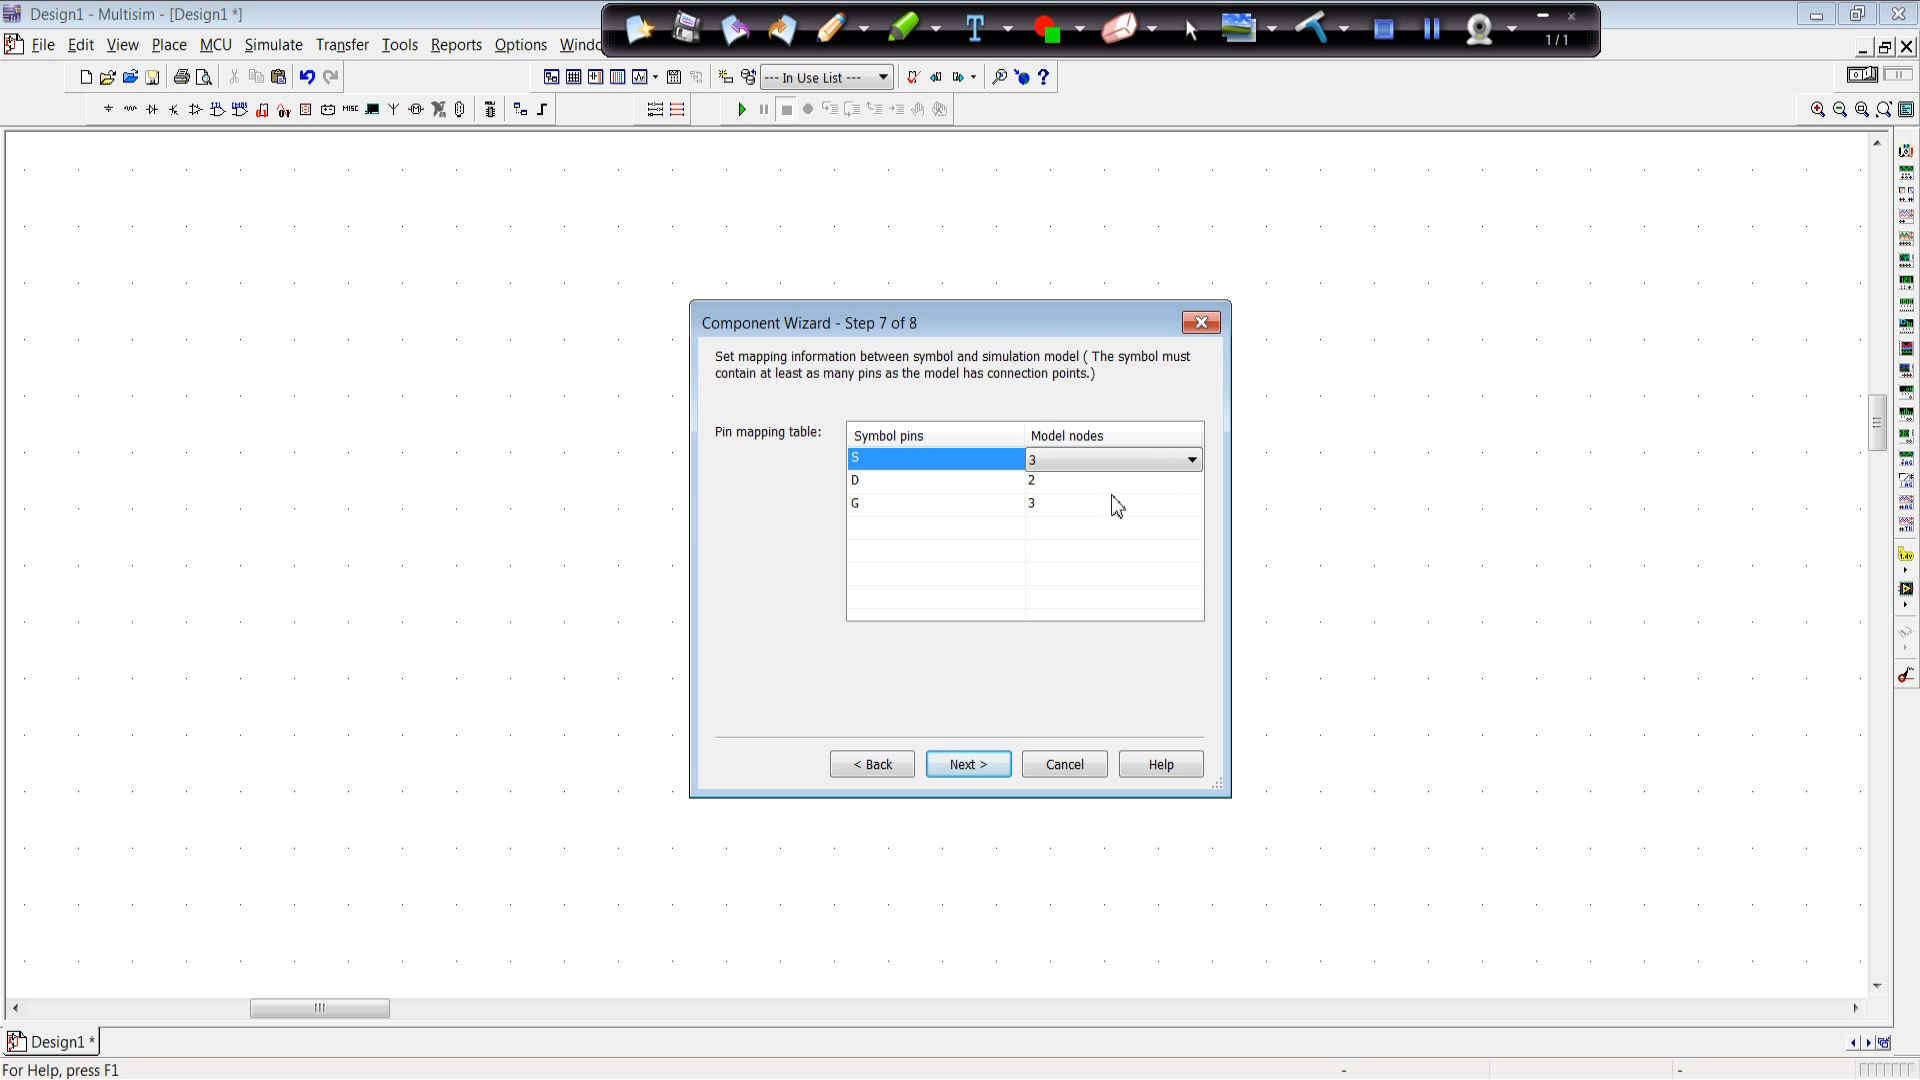 Design1 - Multisim - [Design1 *]
1/1
File Edit View Place MCU Simulate Transfer Tools Reports Options
--- In Use List ---
MISC
Component Wizard - Step 7 of 8
Set mapping information between symbol and simulation model ( The symbol must
contain at least as many pins as the model has connection points.)
Pin mapping table:
Symbol pins Model nodes
S 3
D 2
G 3
< Back Next > Cancel Help
Design1 *
For Help, press F1 - -